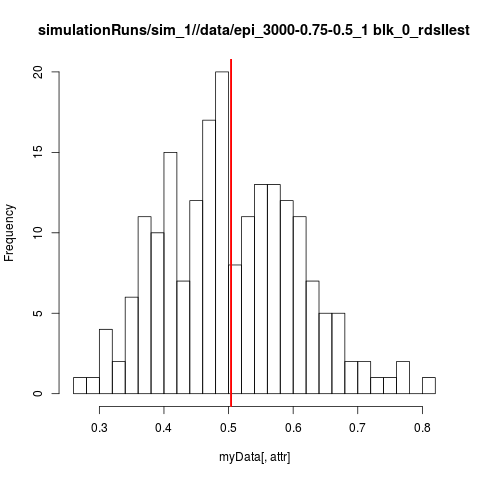 simulationRuns/sim_1//data/epi_3000-0.75-0.5_1 blk_0_rdsIlest
20
15
10
5
0
Frequency
0.3 0.4 0.5 0.6 0.7 0.8
myData[, attr]